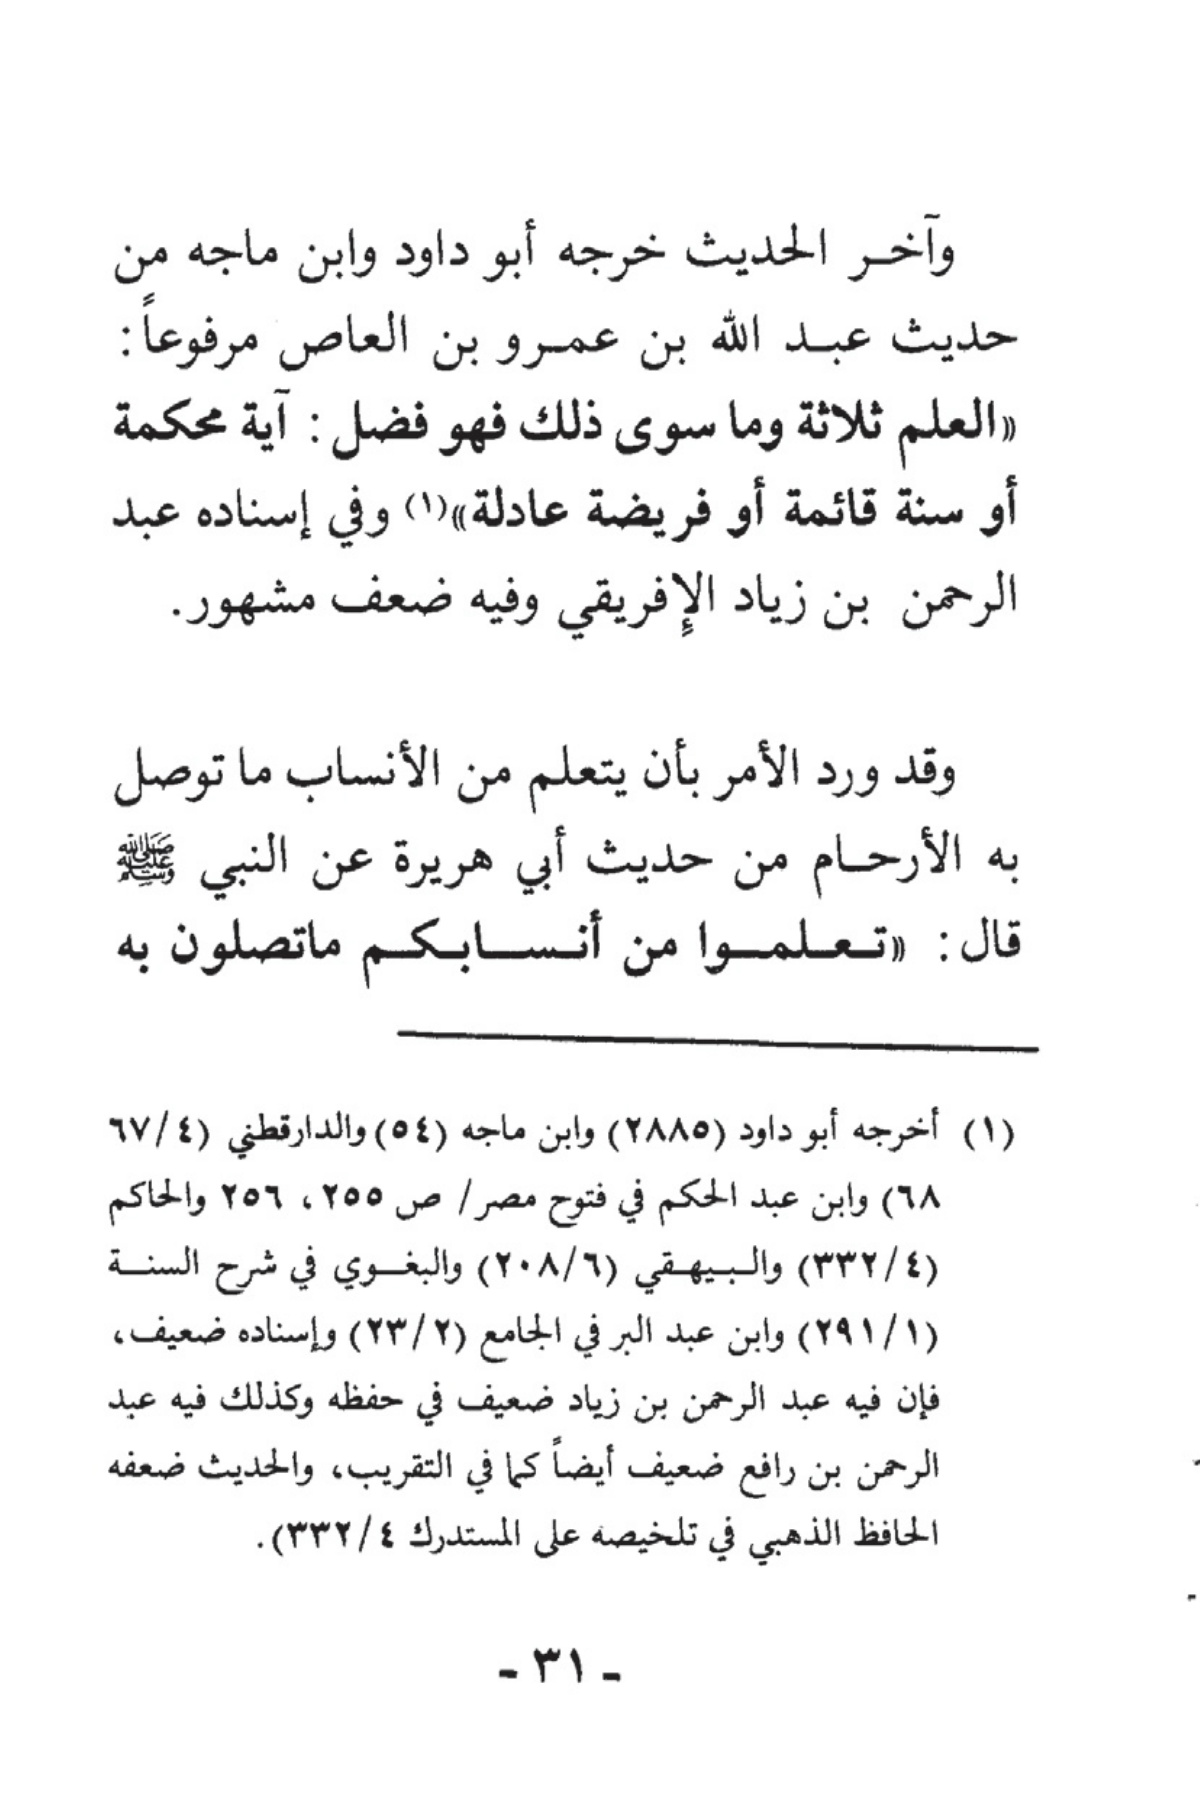 وآخر الحديث خرجه أبو داود وابن ماجه من
حديث عبد الله بن عمرو بن العاص مرفوعاً:
«العلم ثلاثة وما سوى ذلك فهو فضل: آية محكمة
أو سنة قائمة أو فريضة عادلة»(١) وفي إسناده عبد
الرحمن بن زياد الإفريقي وفيه ضعف مشهور.
وقد ورد الأمر بأن يتعلم من الأنساب ما توصل
به الأرحام من حديث أبي هريرة عن النبي ﷺ
قال: «تعلموا من أنسابكم ماتصلون به
(١) أخرجه أبو داود (٢٨٨٥) وابن ماجه (٥٤) والدارقطني (٦٧/٤
٦٨) وابن عبد الحكم في فتوح مصر/ ص ٢٥٥، ٢٥٦ والحاكم
(٣٣٢/٤) والبيهقي (٢٠٨/٦) والبغوي في شرح السنة
(٢٩١/١) وابن عبد البر في الجامع (٢٣/٢) وإسناده ضعيف،
فإن فيه عبد الرحمن بن زياد ضعيف في حفظه وكذلك فيه عبد
الرحمن بن رافع ضعيف أيضاً كما في التقريب، والحديث ضعفه
الحافظ الذهبي في تلخيصه على المستدرك ٣٣٢/٤).
- ٣١ -